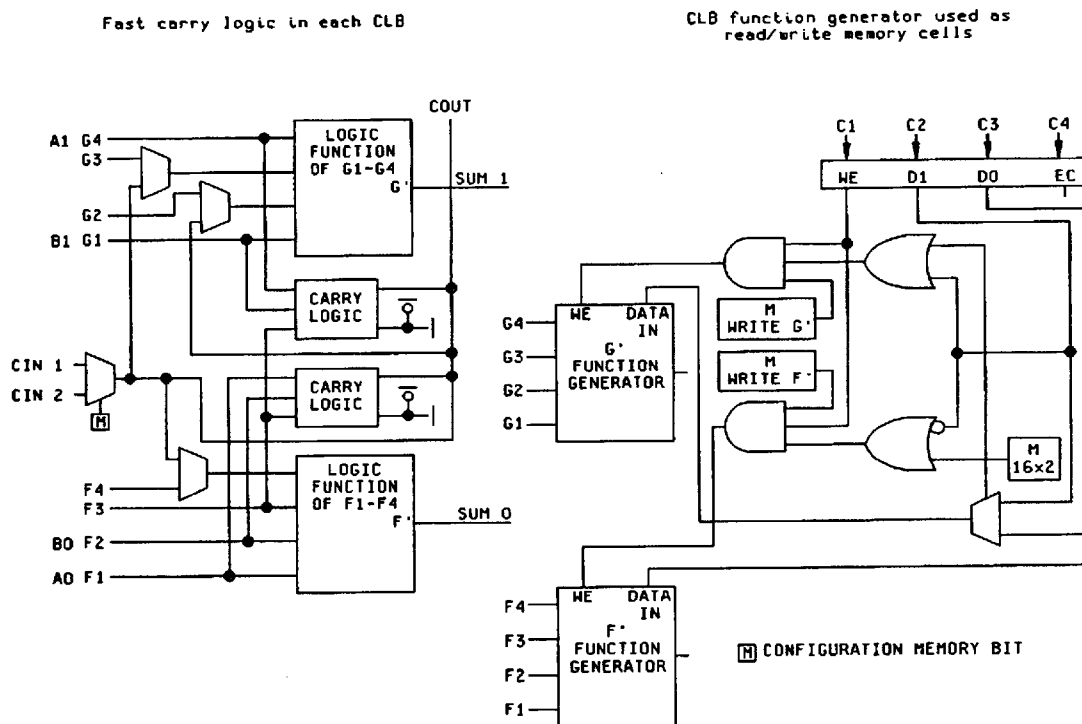 Fast carry logic in each CLB
CLB function generator used as
read/write memory cells
COUT
A1 G4
G3
G2
B1 G1
LOGIC
FUNCTION
OF G1-G4
G'
SUM 1
CARRY
LOGIC
CIN 1
CIN 2
M
CARRY
LOGIC
F4
F3
B0 F2
A0 F1
LOGIC
FUNCTION
OF F1-F4
F'
SUM 0
C1 C2 C3 C4
WE D1 D0 EC
M
WRITE G'
M
WRITE F'
G4
G3
G2
G1
WE DATA
IN
G'
FUNCTION
GENERATOR
M
16x2
F4
F3
F2
F1
WE DATA
IN
F'
FUNCTION
GENERATOR
M CONFIGURATION MEMORY BIT